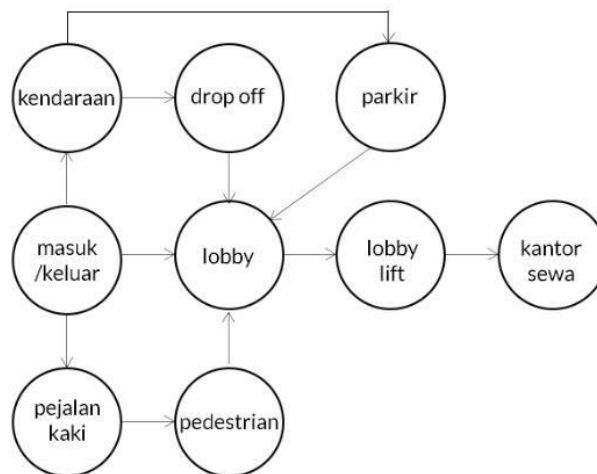 kendaraan
drop off
parkir
masuk
/keluar
lobby
lobby
lift
kantor
sewa
pejalan
kaki
pedestrian